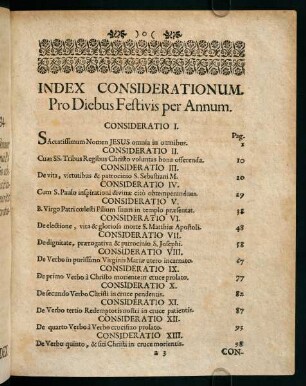 ) o (
INDEX CONSIDERATIONUM.
Pro Diebus Festivis per Annum.
CONSIDERATIO I. Pag.
SAcratissimum Nomen JESUS omnia in omnibus. 1
CONSIDERATIO II.
Cum SS. Tribus Regibus Christo voluntas bona offerenda. 10
CONSIDERATIO III.
De vita, virtutibus & patrocinio S. Sebastiani M. 20
CONSIDERATIO IV.
Cum S. Paulo inspirationi divinæ citò obtemperandum. 29
CONSIDERATIO V.
B. Virgo Patri cœlesti Filium suum in templo præsentat. 38
CONSIDERATIO VI.
De electione, vita & gloriosa morte S. Matthiæ Apostoli. 48
CONSIDERATIO VII.
De dignitate, prærogativa & patrocinio S. Josephi. 58
CONSIDERATIO VIII.
De Verbo in purissimo Virginis Mariæ utero incarnato. 67
CONSIDERATIO IX.
De primo Verbo à Christo moriente in cruce prolato. 77
CONSIDERATIO X.
De secundo Verbo Christi in cruce pendentis. 82
CONSIDERATIO XI.
De Verbo tertio Redemptoris nostri in cruce patientis. 87
CONSIDERATIO XII.
De quarto Verbo à Verbo crucifixo prolato. 93
CONSIDERATIO XIII.
De Verbo quinto, & siti Christi in cruce morientis. 98
a 3 CON-